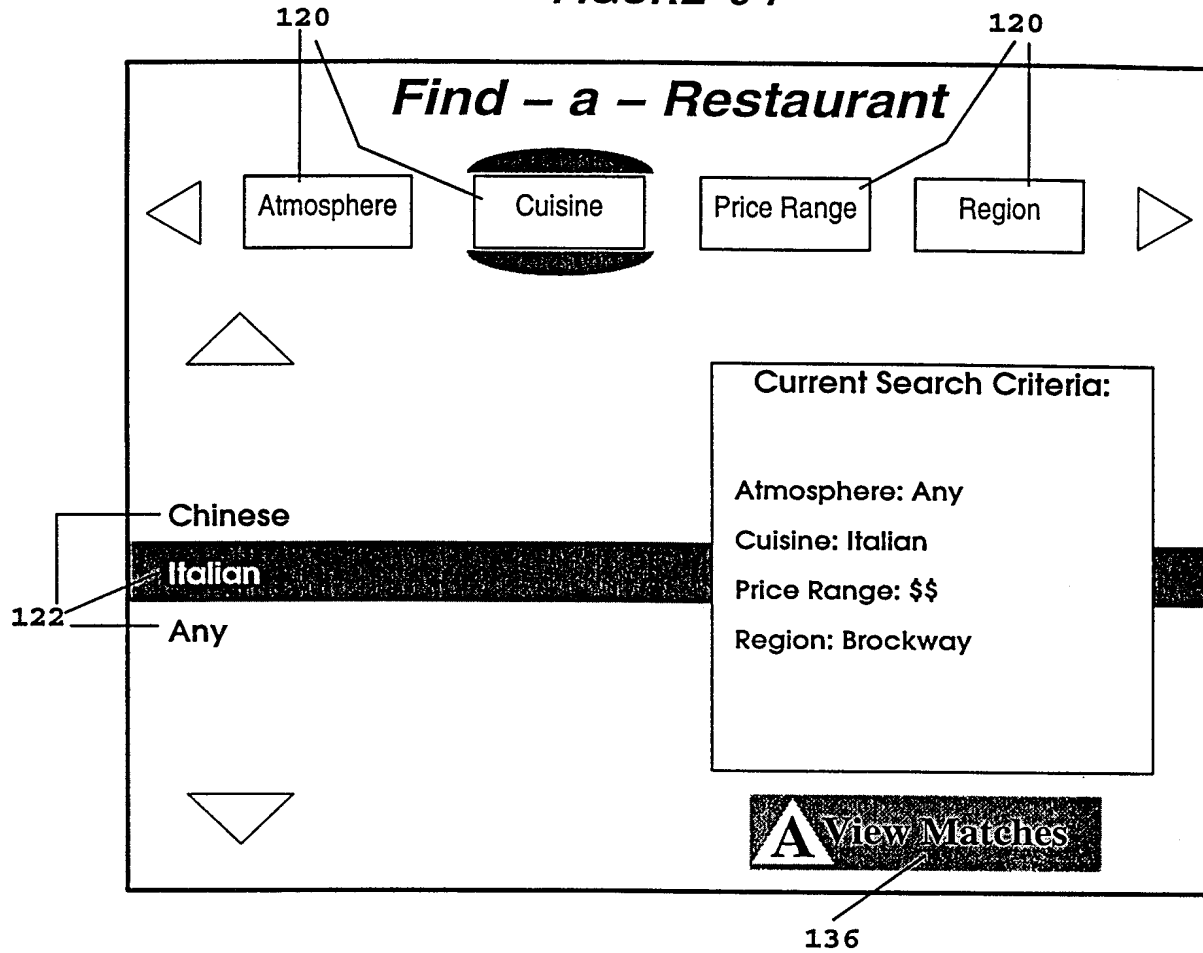 120
120
Find – a – Restaurant
Atmosphere
Cuisine
Price Range
Region
Current Search Criteria:
Atmosphere: Any
Cuisine: Italian
Price Range: $$
Region: Brockway
Chinese
Italian
Any
122
A View Matches
136